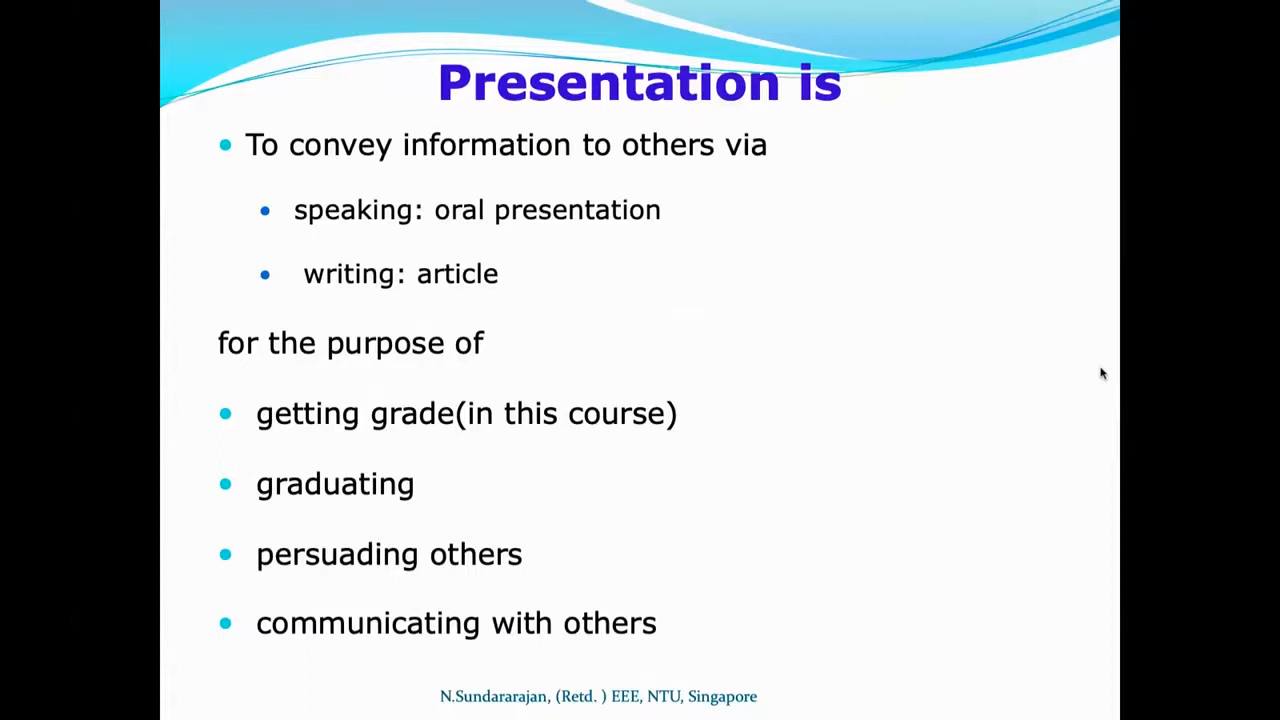 Presentation is
• To convey information to others via
• speaking: oral presentation
• writing: article
for the purpose of
• getting grade(in this course)
• graduating
• persuading others
• communicating with others
N.Sundararajan, (Retd. ) EEE, NTU, Singapore